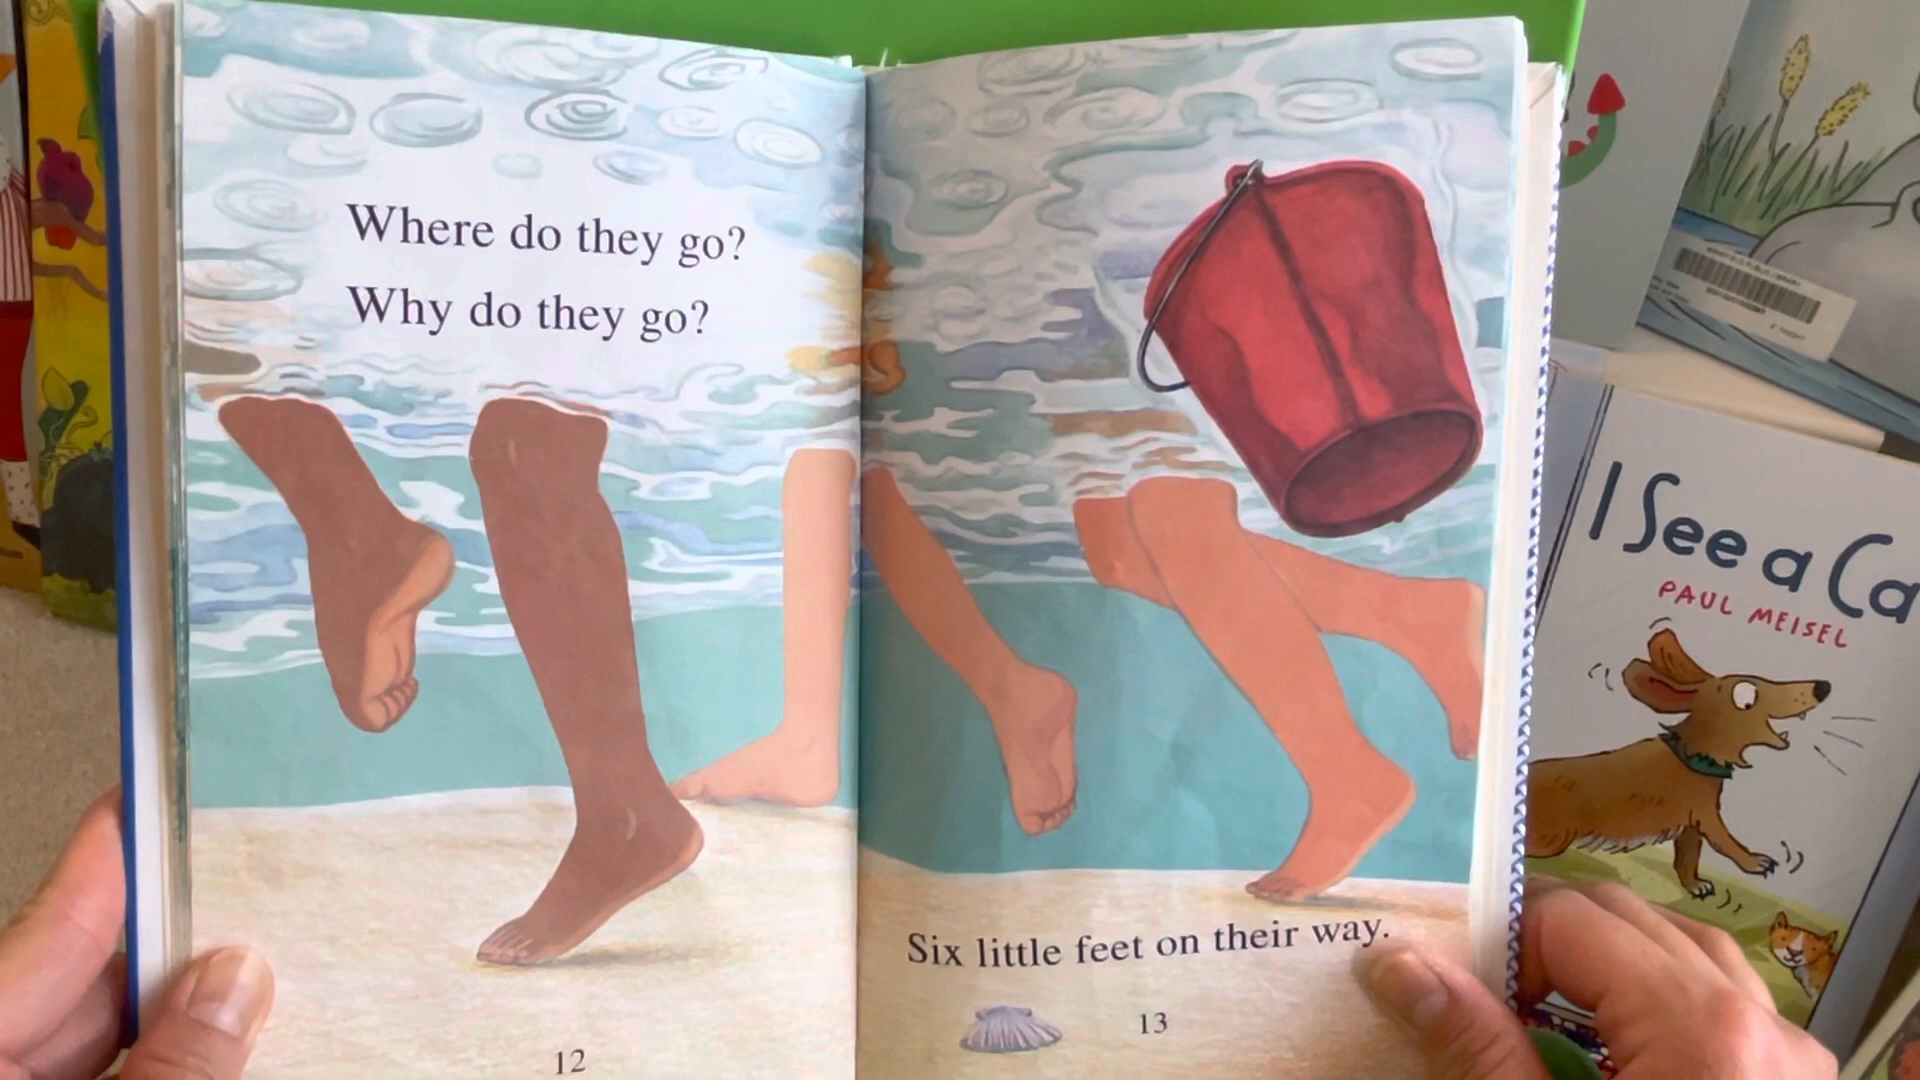 Where do they go?
Why do they go?
12
Six little feet on their way.
13
I See a Ca
PAUL MEISEL